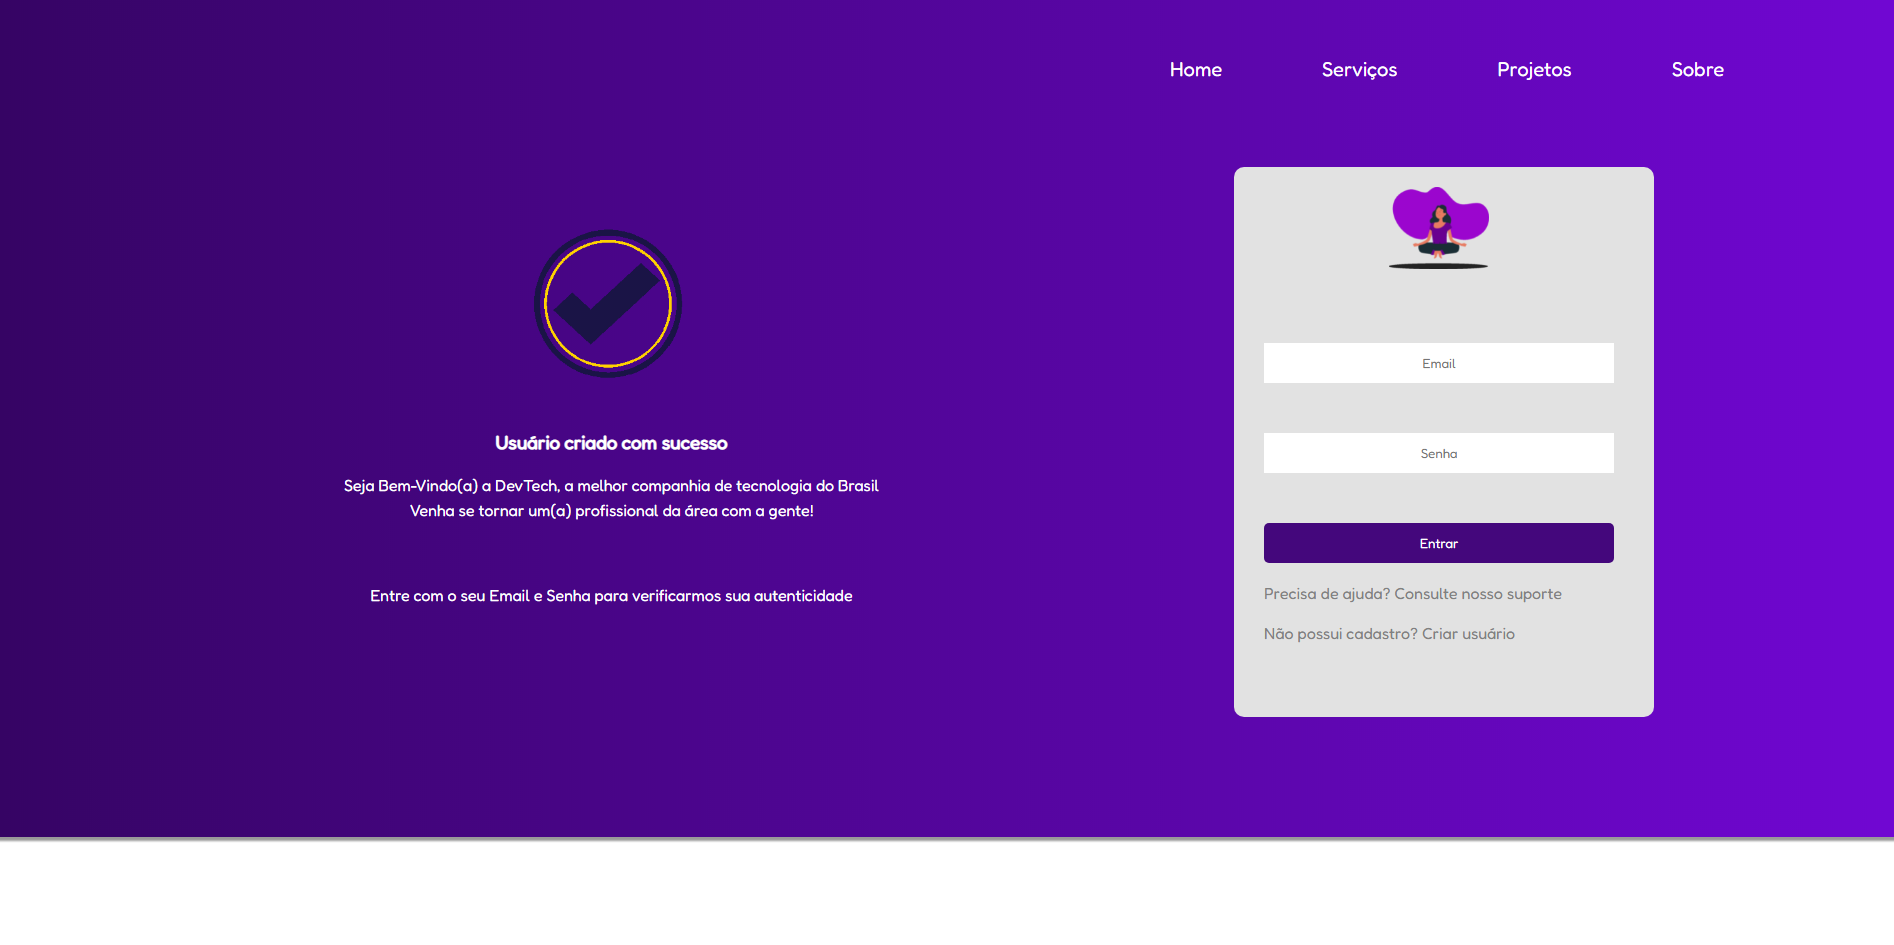 Home
Serviços
Projetos
Sobre
Usuário criado com sucesso
Seja Bem-Vindo(a) a DevTech, a melhor companhia de tecnologia do Brasil
Venha se tornar um(a) profissional da área com a gente!
Entre com o seu Email e Senha para verificarmos sua autenticidade
Email
Senha
Entrar
Precisa de ajuda? Consulte nosso suporte
Não possui cadastro? Criar usuário